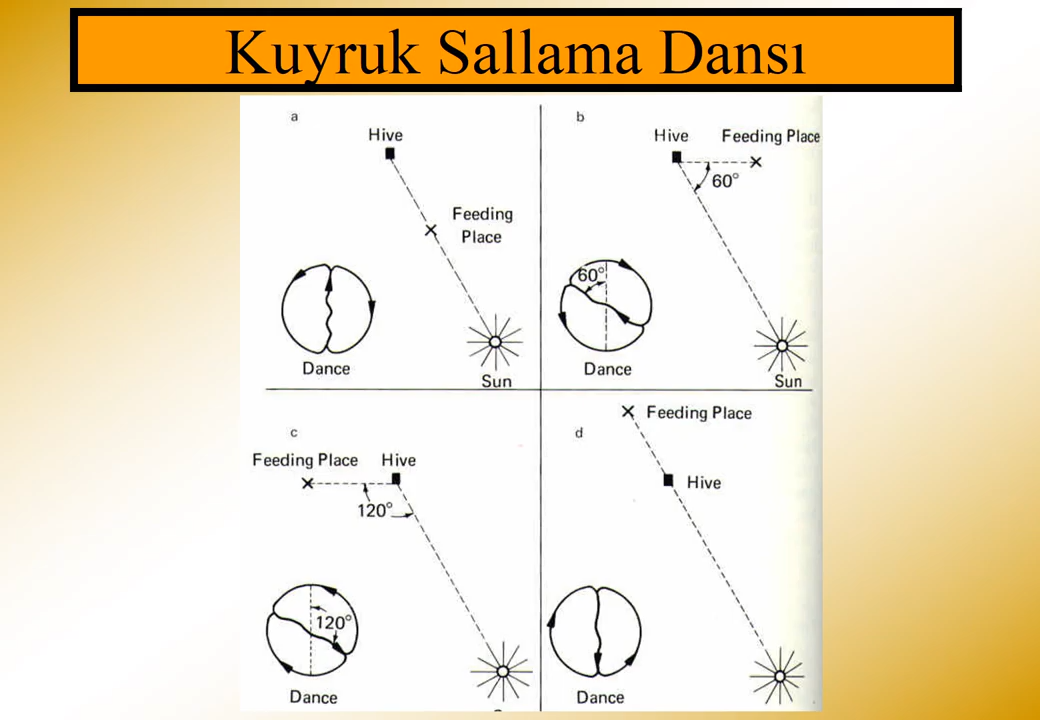 Kuyruk Sallama Dansı
a
Hive
Feeding
Place
Dance
Sun
b
Hive
Feeding Place
60°
60°
Dance
Sun
c
Feeding Place
Hive
120°
120°
Dance
d
Feeding Place
Hive
Dance